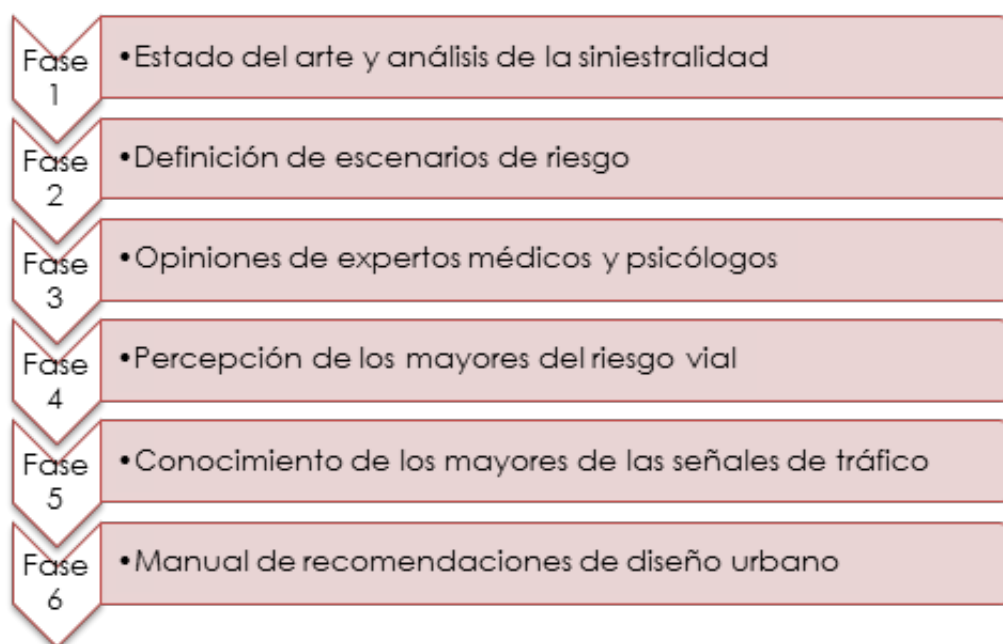 Fase
1
•Estado del arte y análisis de la siniestralidad
Fase
2
•Definición de escenarios de riesgo
Fase
3
•Opiniones de expertos médicos y psicólogos
Fase
4
•Percepción de los mayores del riesgo vial
Fase
5
•Conocimiento de los mayores de las señales de tráfico
Fase
6
•Manual de recomendaciones de diseño urbano